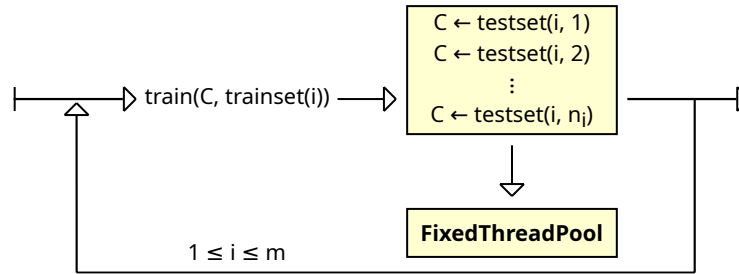 C ← testset(i, 1)
C ← testset(i, 2)
⋮
C ← testset(i, nᵢ)
train(C, trainset(i))
FixedThreadPool
1 ≤ i ≤ m